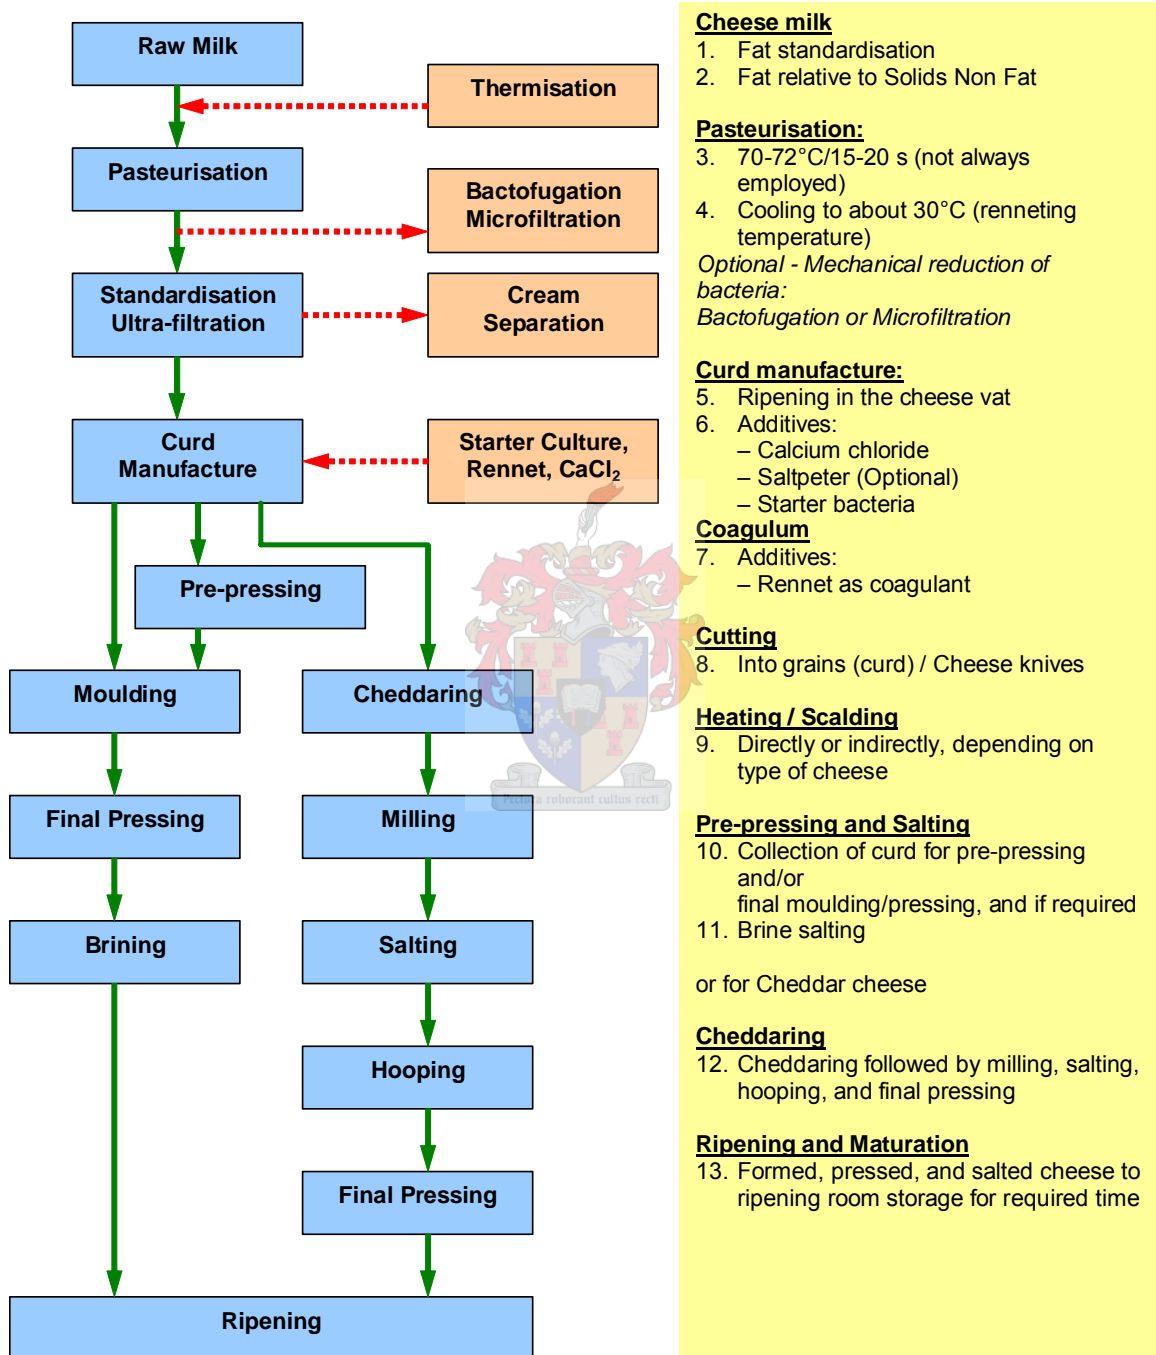 Raw Milk
Thermisation
Pasteurisation
Bactofugation
Microfiltration
Standardisation
Ultra-filtration
Cream
Separation
Curd
Manufacture
Starter Culture,
Rennet, CaCl₂
Pre-pressing
Moulding
Cheddaring
Final Pressing
Milling
Brining
Salting
Hooping
Final Pressing
Ripening
Pectora roborant cultus recti
Cheese milk
1. Fat standardisation
2. Fat relative to Solids Non Fat
Pasteurisation:
3. 70-72°C/15-20 s (not always
employed)
4. Cooling to about 30°C (renneting
temperature)
Optional - Mechanical reduction of
bacteria:
Bactofugation or Microfiltration
Curd manufacture:
5. Ripening in the cheese vat
6. Additives:
– Calcium chloride
– Saltpeter (Optional)
– Starter bacteria
Coagulum
7. Additives:
– Rennet as coagulant
Cutting
8. Into grains (curd) / Cheese knives
Heating / Scalding
9. Directly or indirectly, depending on
type of cheese
Pre-pressing and Salting
10. Collection of curd for pre-pressing
and/or
final moulding/pressing, and if required
11. Brine salting
or for Cheddar cheese
Cheddaring
12. Cheddaring followed by milling, salting,
hooping, and final pressing
Ripening and Maturation
13. Formed, pressed, and salted cheese to
ripening room storage for required time